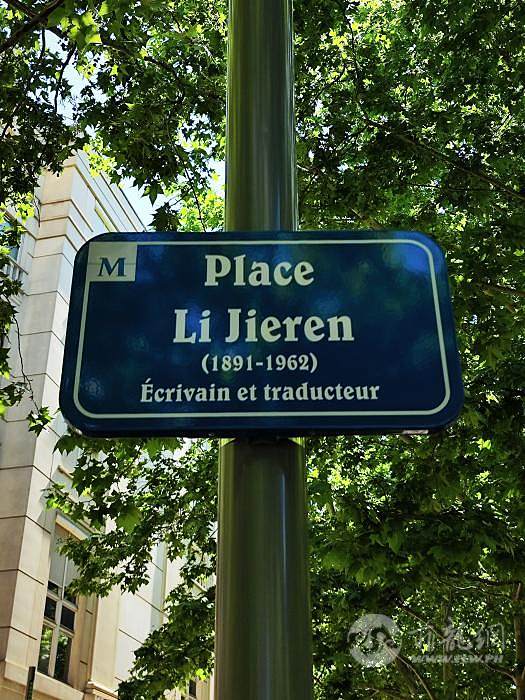 M
Place
Li Jieren
(1891-1962)
Écrivain et traducteur